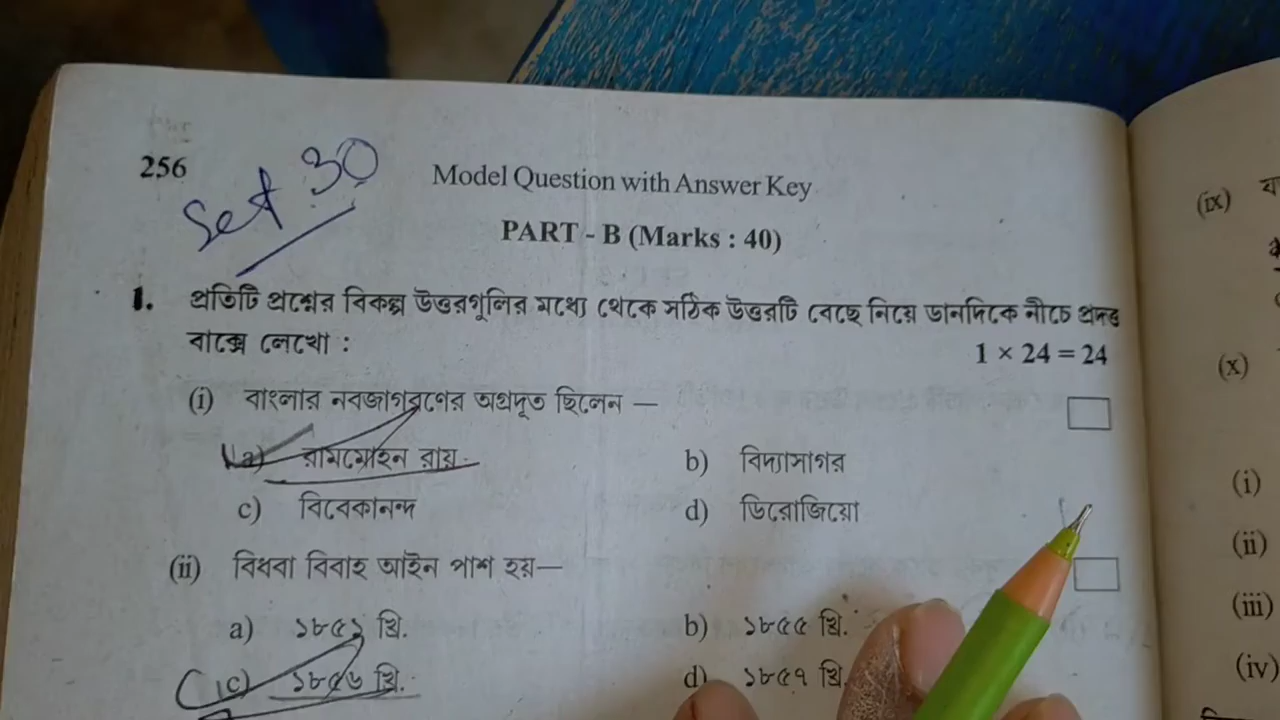 256
Set 30
Model Question with Answer Key
PART - B (Marks : 40)
1. প্রতিটি প্রশ্নের বিকল্প উত্তরগুলির মধ্যে থেকে সঠিক উত্তরটি বেছে নিয়ে ডানদিকে নীচে প্রদত্ত
বাক্সে লেখো :
1 × 24 = 24
(i) বাংলার নবজাগরণের অগ্রদূত ছিলেন —
a) রামমোহন রায় b) বিদ্যাসাগর
c) বিবেকানন্দ d) ডিরোজিয়ো
(ii) বিধবা বিবাহ আইন পাশ হয়—
a) ১৮৫১ খ্রি. b) ১৮৫৫ খ্রি.
c) ১৮৫৬ খ্রি. d) ১৮৫৭ খ্রি.
(ix)
(x)
(i)
(ii)
(iii)
(iv)